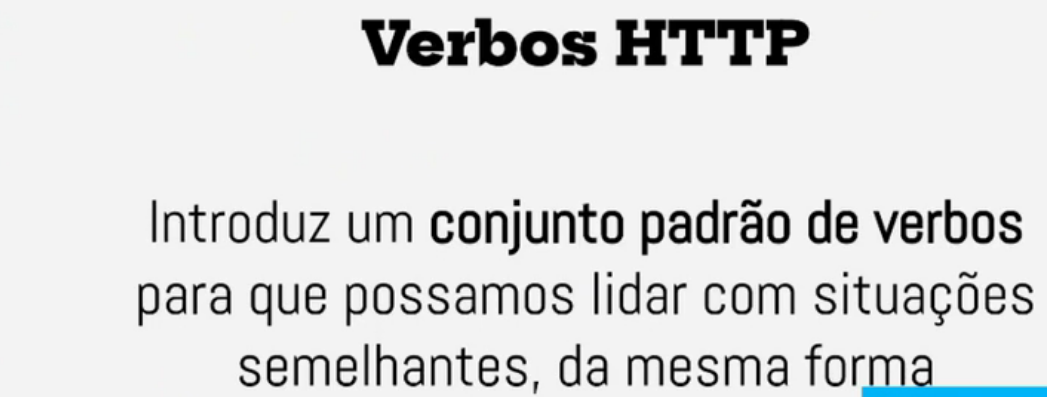 Verbos HTTP
Introduz um conjunto padrão de verbos
para que possamos lidar com situações
semelhantes, da mesma forma